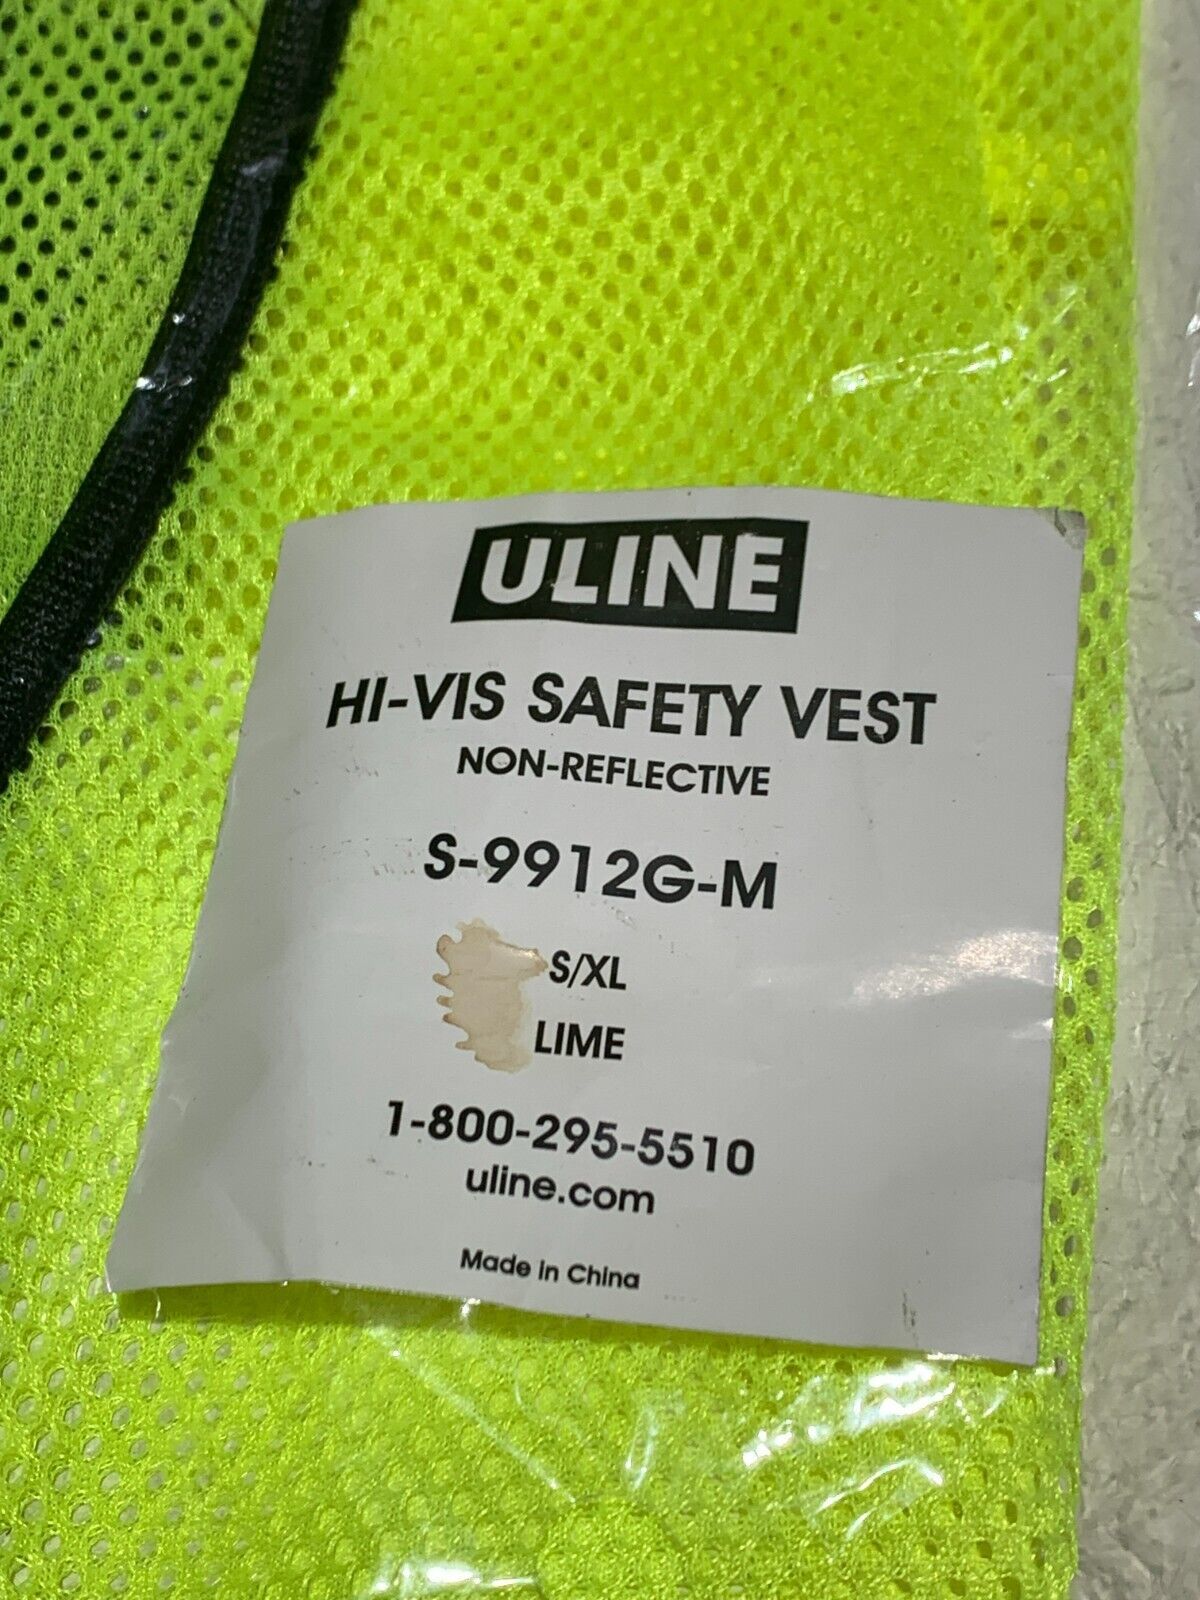 ULINE
HI-VIS SAFETY VEST
NON-REFLECTIVE
S-9912G-M
S/XL
LIME
1-800-295-5510
uline.com
Made in China